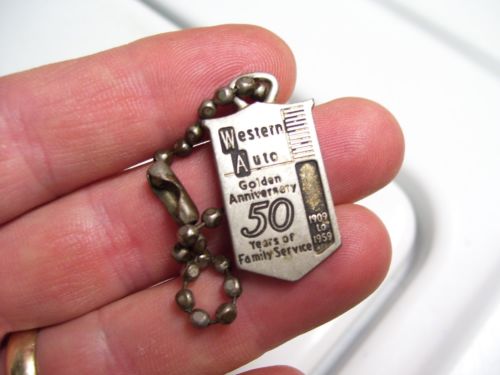 Western
Auto
Golden
Anniversary
50
Years of
Family Service
1909
to
1959